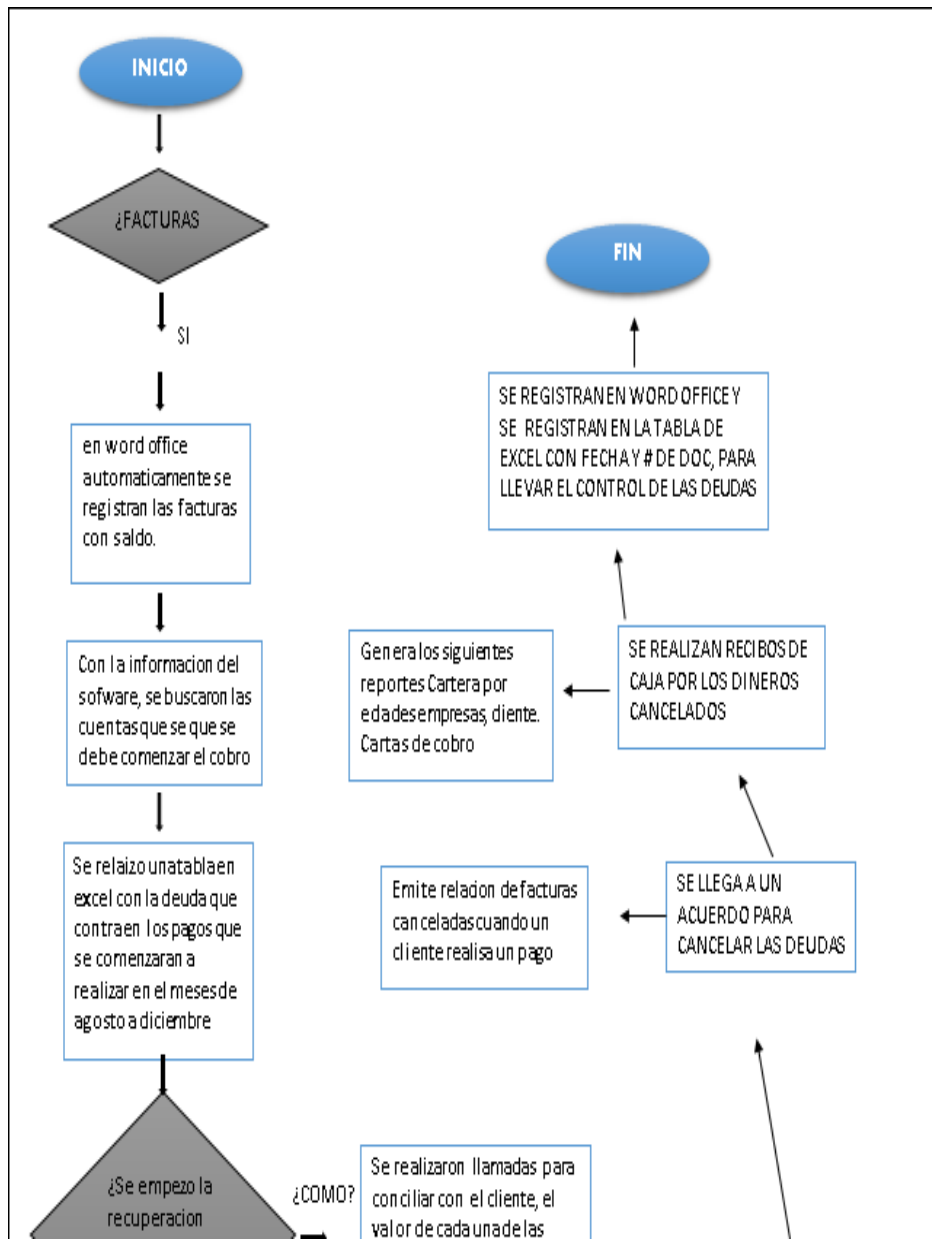 INICIO
¿FACTURAS
SI
en word office
automaticamente se
registran las facturas
con saldo.
Con la informacion del
sofware, se buscaron las
cuentas que se que se
debe comenzar el cobro
Se relaizo una tabla en
excel con la deuda que
contraen los pagos que
se comenzaran a
realizar en el meses de
agosto a diciembre
¿Se empezo la
recuperacion
¿COMO?
Se realizaron llamadas para
conciliar con el cliente, el
valor de cada una de las
SE LLEGA A UN
ACUERDO PARA
CANCELAR LAS DEUDAS
Emite relacion de facturas
canceladas cuando un
cliente realisa un pago
SE REALIZAN RECIBOS DE
CAJA POR LOS DINEROS
CANCELADOS
Genera los siguientes
reportes Cartera por
edades empresas, cliente.
Cartas de cobro
SE REGISTRAN EN WORD OFFICE Y
SE REGISTRAN EN LA TABLA DE
EXCEL CON FECHA Y # DE DOC, PARA
LLEVAR EL CONTROL DE LAS DEUDAS
FIN